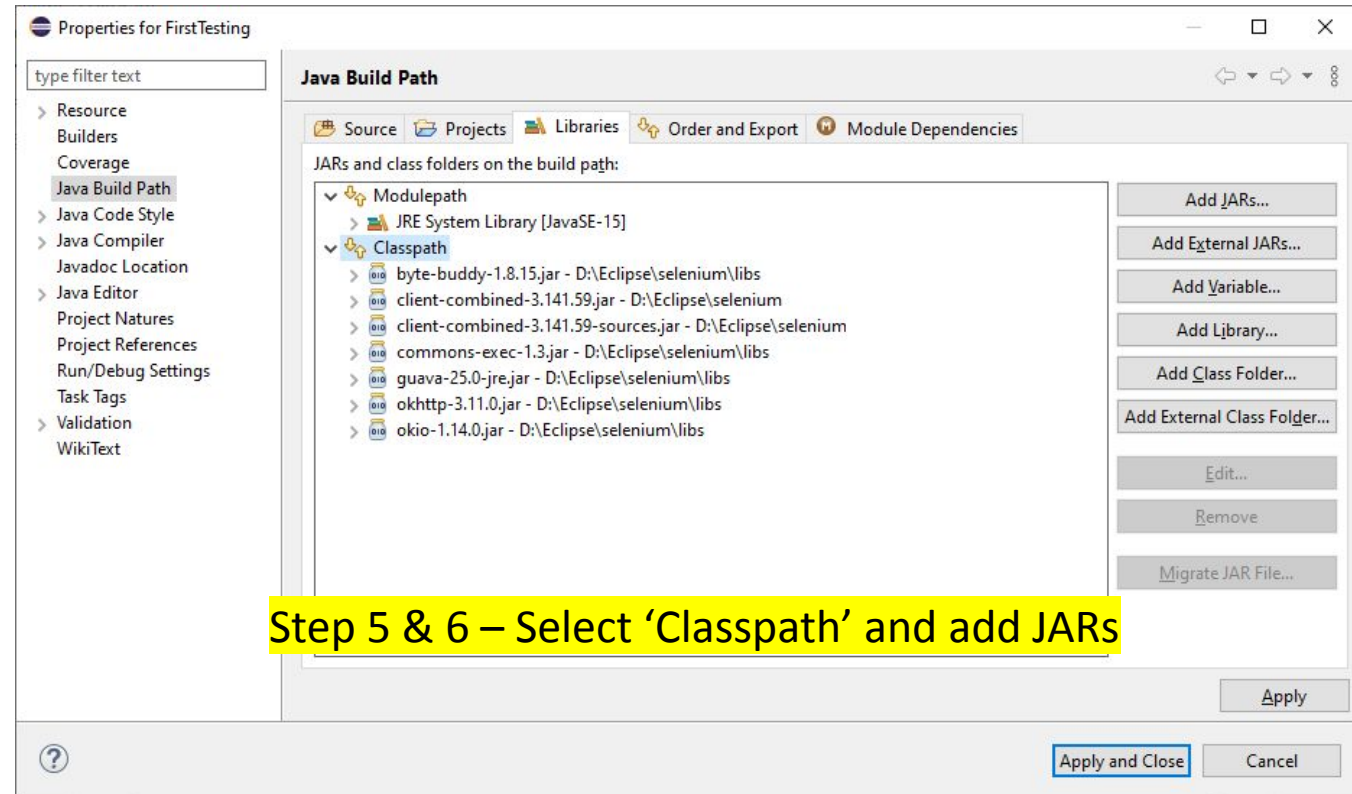 Properties for FirstTesting
type filter text
Resource
Builders
Coverage
Java Build Path
Java Code Style
Java Compiler
Javadoc Location
Java Editor
Project Natures
Project References
Run/Debug Settings
Task Tags
Validation
WikiText
Java Build Path
Source Projects Libraries Order and Export Module Dependencies
JARs and class folders on the build path:
Modulepath
JRE System Library [JavaSE-15]
Classpath
byte-buddy-1.8.15.jar - D:\Eclipse\selenium\libs
client-combined-3.141.59.jar - D:\Eclipse\selenium
client-combined-3.141.59-sources.jar - D:\Eclipse\selenium
commons-exec-1.3.jar - D:\Eclipse\selenium\libs
guava-25.0-jre.jar - D:\Eclipse\selenium\libs
okhttp-3.11.0.jar - D:\Eclipse\selenium\libs
okio-1.14.0.jar - D:\Eclipse\selenium\libs
Add JARs...
Add External JARs...
Add Variable...
Add Library...
Add Class Folder...
Add External Class Folder...
Edit...
Remove
Migrate JAR File...
Step 5 & 6 – Select ‘Classpath’ and add JARs
Apply
Apply and Close Cancel